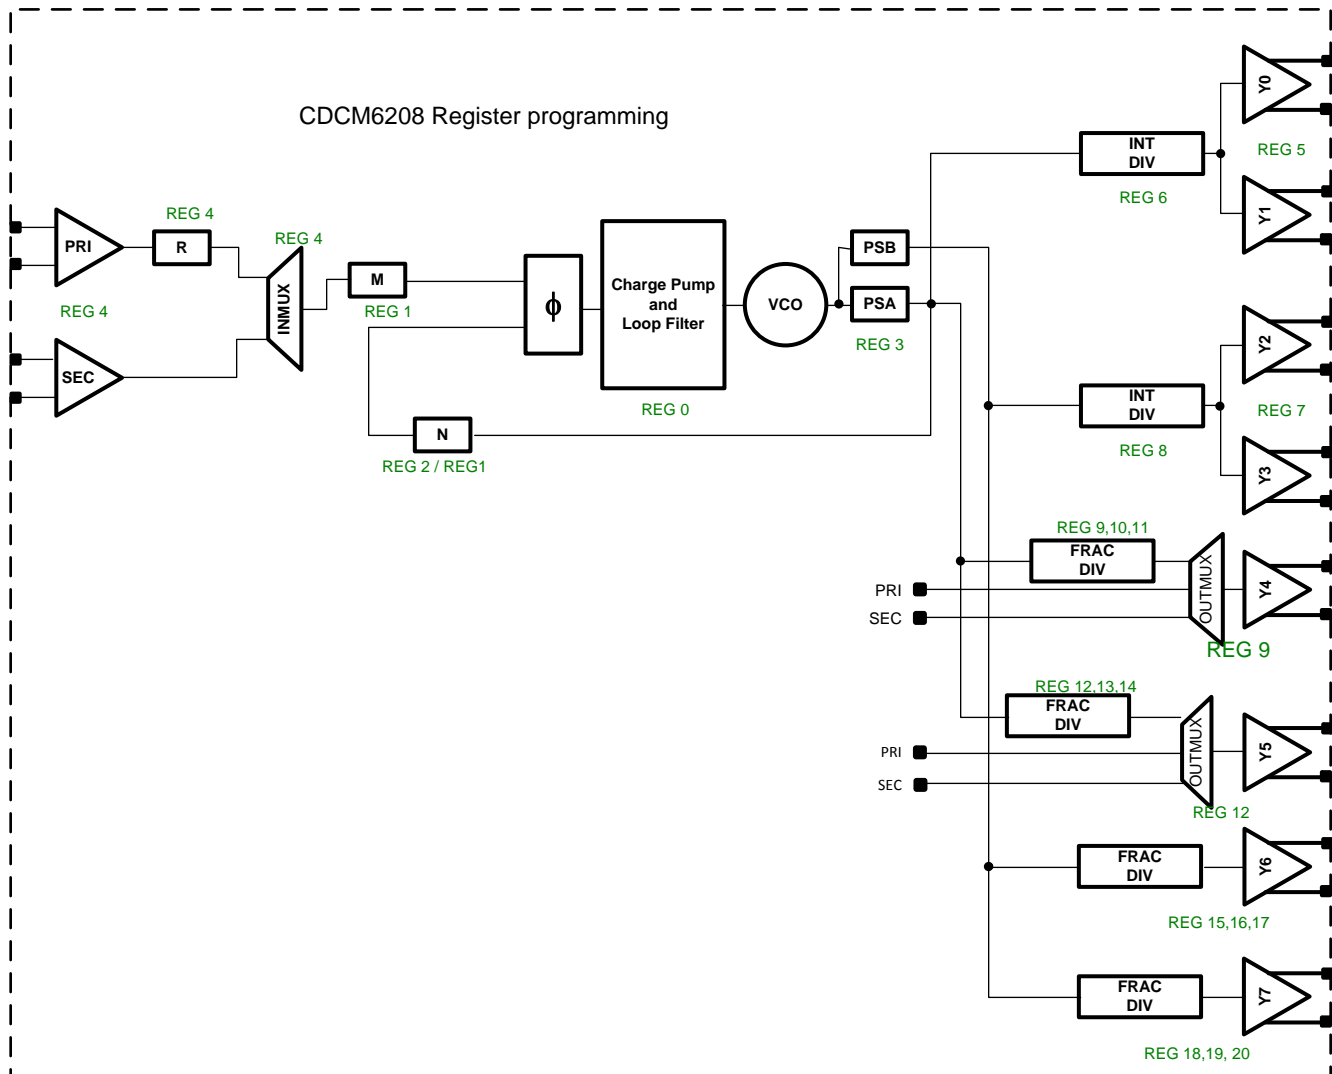 CDCM6208 Register programming
Y0
INT
DIV
REG 5
REG 6
Y1
REG 4
PRI
R
REG 4
INMUX
REG 4
M
REG 1
ϕ
Charge Pump
and
Loop Filter
REG 0
VCO
PSB
PSA
REG 3
SEC
N
REG 2 / REG1
Y2
INT
DIV
REG 7
REG 8
Y3
REG 9,10,11
FRAC
DIV
PRI
SEC
OUTMUX
Y4
REG 9
REG 12,13,14
FRAC
DIV
PRI
SEC
OUTMUX
Y5
REG 12
FRAC
DIV
Y6
REG 15,16,17
FRAC
DIV
Y7
REG 18,19, 20